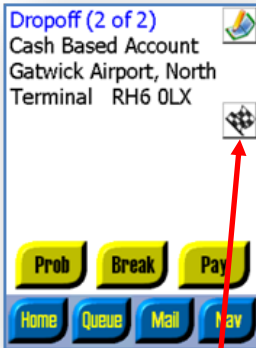 Dropoff (2 of 2)
Cash Based Account
Gatwick Airport, North
Terminal RH6 0LX
Prob Break Pay
Home Queue Mail Nav